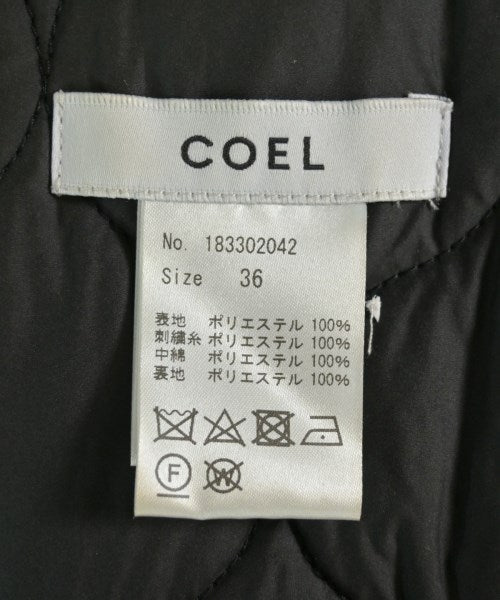 COEL
No. 183302042
Size 36
表地 ポリエステル 100%
刺繍糸 ポリエステル 100%
中綿 ポリエステル 100%
裏地 ポリエステル 100%
F W